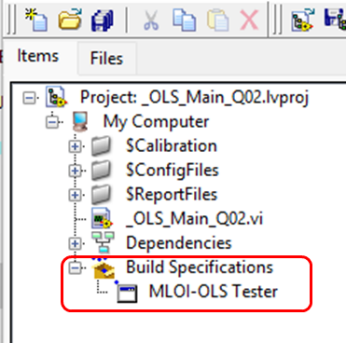 Items Files
Project: _OLS_Main_Q02.lvproj
My Computer
$Calibration
$ConfigFiles
$ReportFiles
_OLS_Main_Q02.vi
Dependencies
Build Specifications
MLOI-OLS Tester